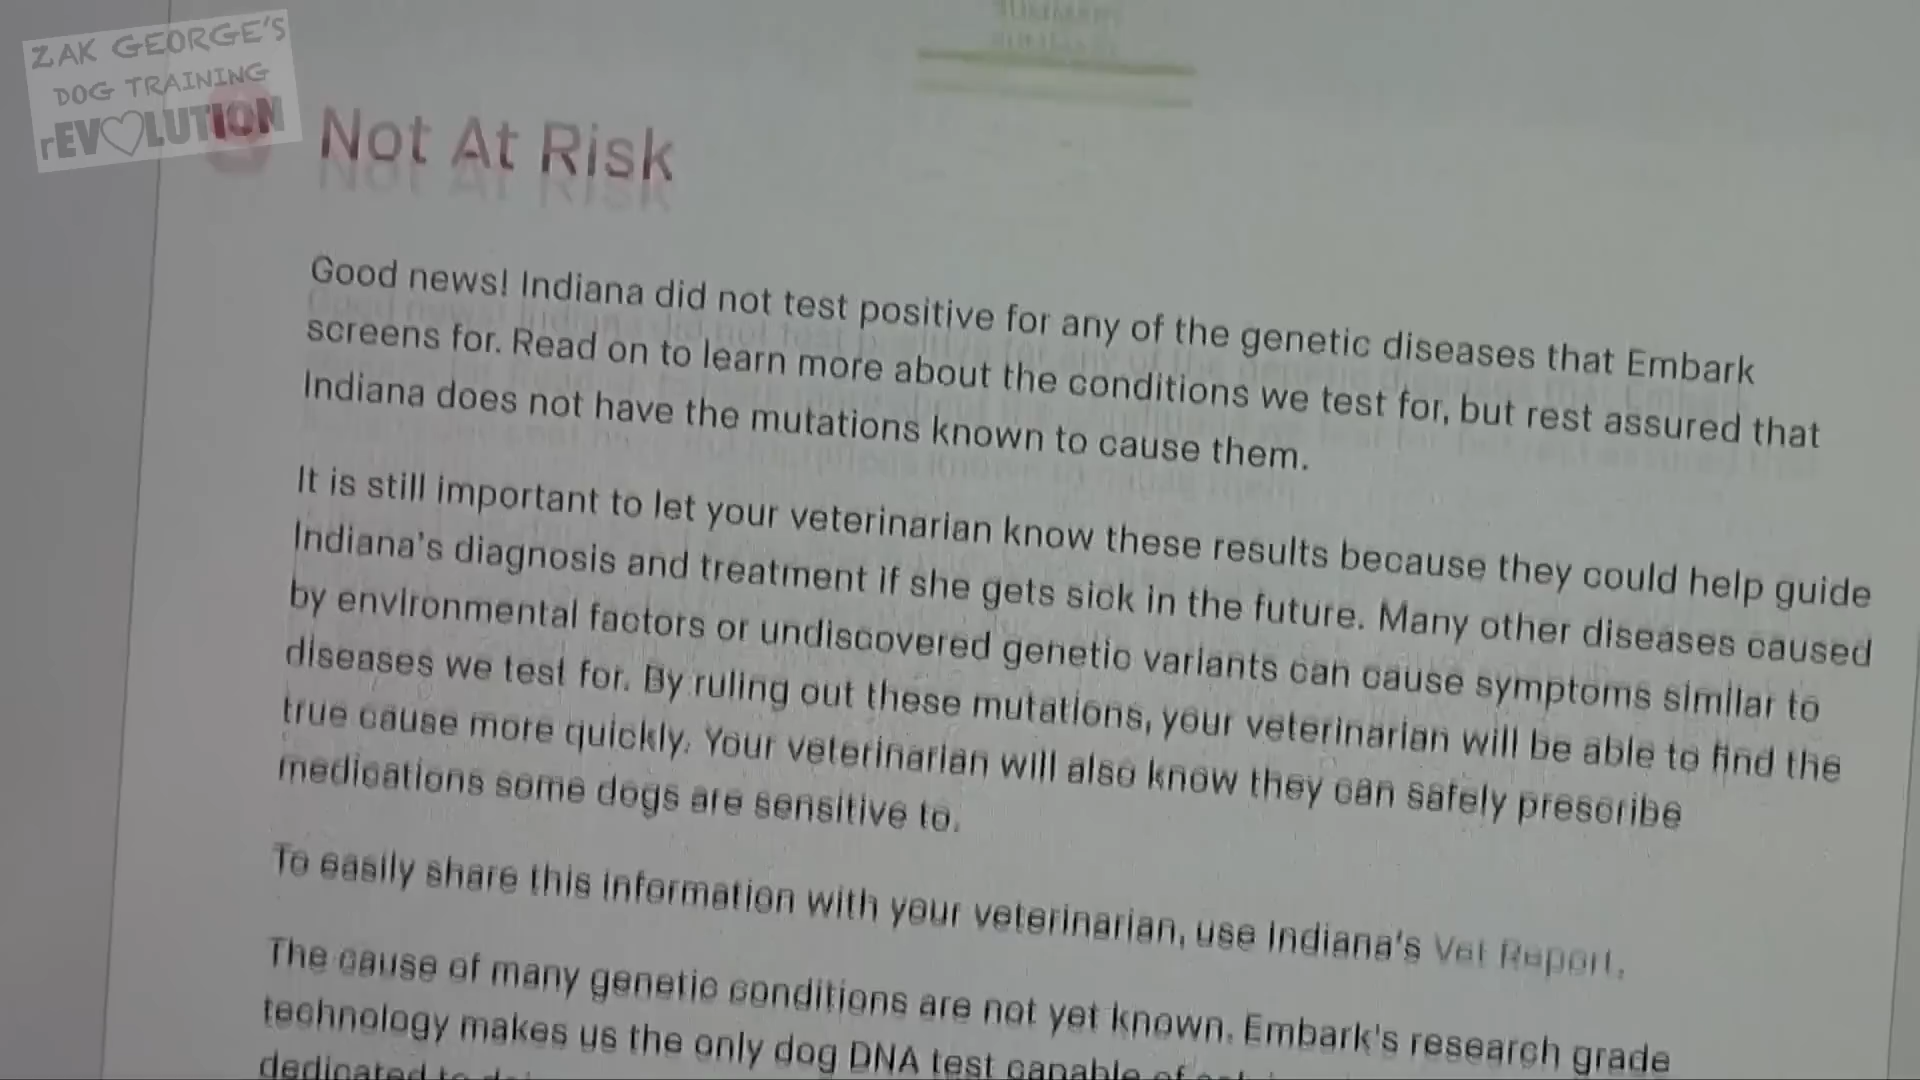 ZAK GEORGE'S
DOG TRAINING
rEVOLUTION
Not At Risk
Good news! Indiana did not test positive for any of the genetic diseases that Embark
screens for. Read on to learn more about the conditions we test for, but rest assured that
Indiana does not have the mutations known to cause them.
It is still important to let your veterinarian know these results because they could help guide
Indiana's diagnosis and treatment if she gets sick in the future. Many other diseases caused
by environmental factors or undiscovered genetic variants can cause symptoms similar to
diseases we test for. By ruling out these mutations, your veterinarian will be able to find the
true cause more quickly. Your veterinarian will also know they can safely prescribe
medications some dogs are sensitive to.
To easily share this information with your veterinarian, use Indiana's Vet Report.
The cause of many genetic conditions are not yet known. Embark's research grade
technology makes us the only dog DNA test capable of
dedicated to